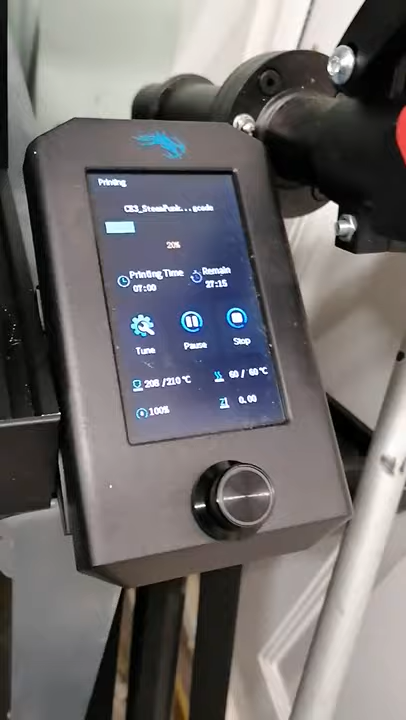 Printing
CE3_SteamPunk...gcode
20%
Printing Time
07:00
Remain
27:15
Tune
Pause
Stop
208 /210 ℃
60 / 60 ℃
100%
0.00